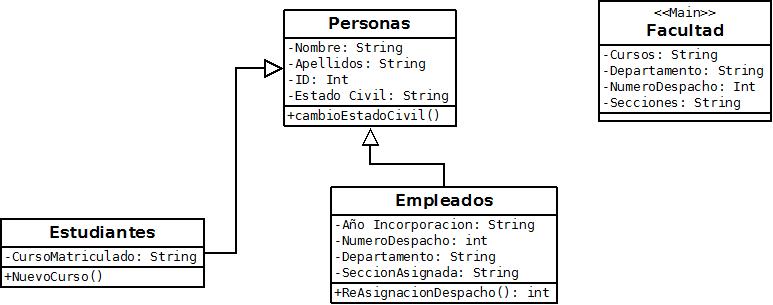 Personas
-Nombre: String
-Apellidos: String
-ID: Int
-Estado Civil: String
+cambioEstadoCivil()
<<Main>>
Facultad
-Cursos: String
-Departamento: String
-NumeroDespacho: Int
-Secciones: String
Estudiantes
-CursoMatriculado: String
+NuevoCurso()
Empleados
-Año Incorporacion: String
-NumeroDespacho: int
-Departamento: String
-SeccionAsignada: String
+ReAsignacionDespacho(): int